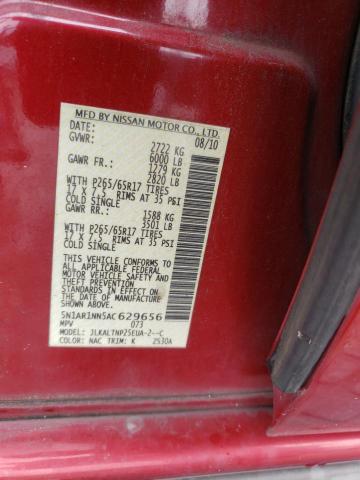 MFD BY NISSAN MOTOR CO., LTD.
DATE: 08/10
GVWR: 2722 KG
6000 LB
GAWR FR.: 1279 KG
2820 LB
WITH P265/65R17 TIRES
17 X 7.5 RIMS AT 35 PSI
COLD SINGLE
GAWR RR.: 1588 KG
3501 LB
WITH P265/65R17 TIRES
17 X 7.5 RIMS AT 35 PSI
COLD SINGLE
THIS VEHICLE CONFORMS TO ALL
APPLICABLE FEDERAL MOTOR
VEHICLE SAFETY AND
THEFT PREVENTION
STANDARDS IN EFFECT ON THE
DATE OF MANUFACTURE
SHOWN ABOVE
5N1AR1NN5AC629656
MPV 073
MODEL: JLKALTNP25EUA-2--C
COLOR: NAC TRIM: K 2530A